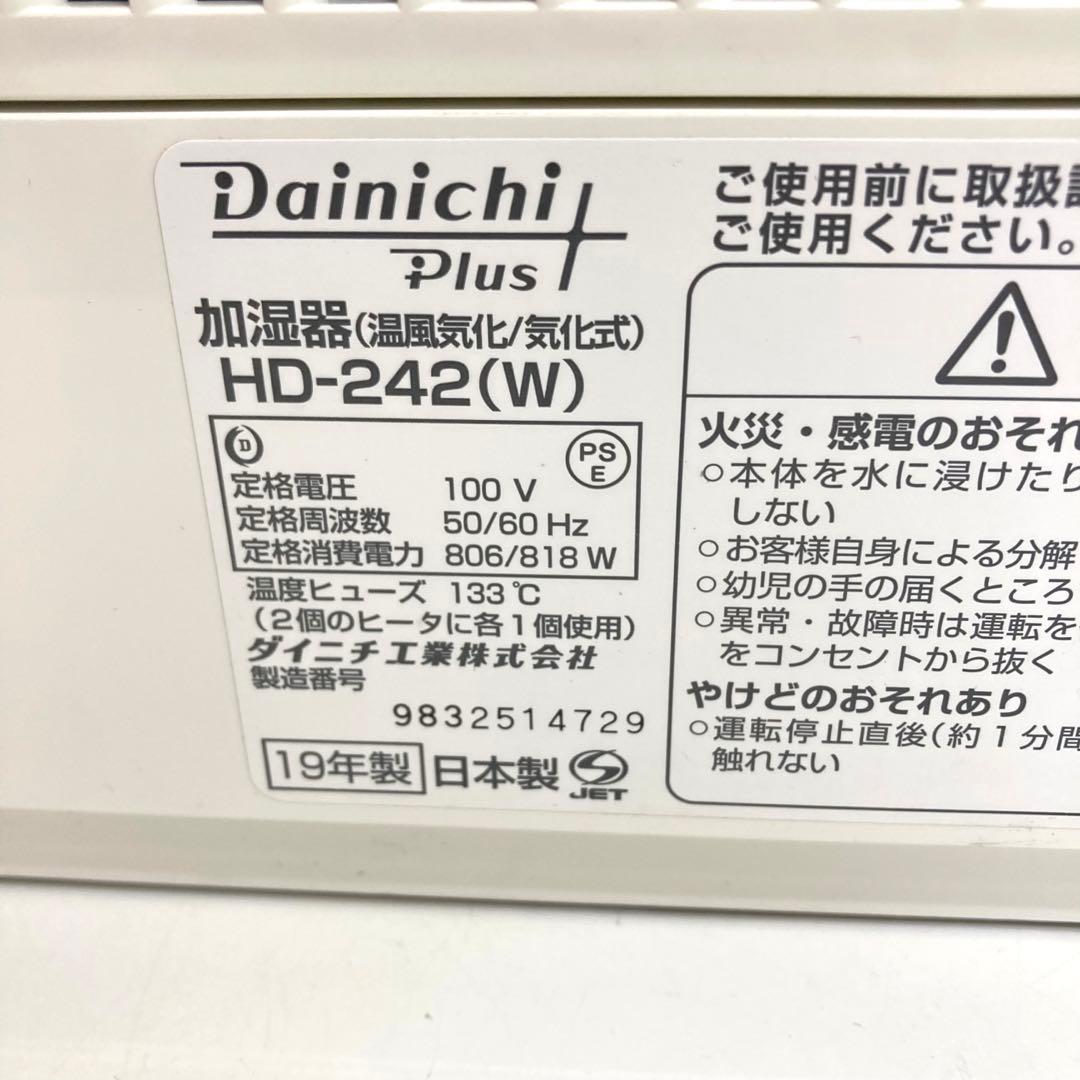 Dainichi
Plus
加湿器(温風気化/気化式)
HD-242(W)
D
PS
E
定格電圧 100 V
定格周波数 50/60 Hz
定格消費電力 806/818 W
温度ヒューズ 133℃
(2個のヒータに各1個使用)
ダイニチ工業株式会社
製造番号
9832514729
19年製 日本製
JET
ご使用前に取扱
ご使用ください。
火災・感電のおそれ
○本体を水に浸けたり
しない
○お客様自身による分解
○幼児の手の届くところ
○異常・故障時は運転を
をコンセントから抜く
やけどのおそれあり
○運転停止直後(約1分間
触れない